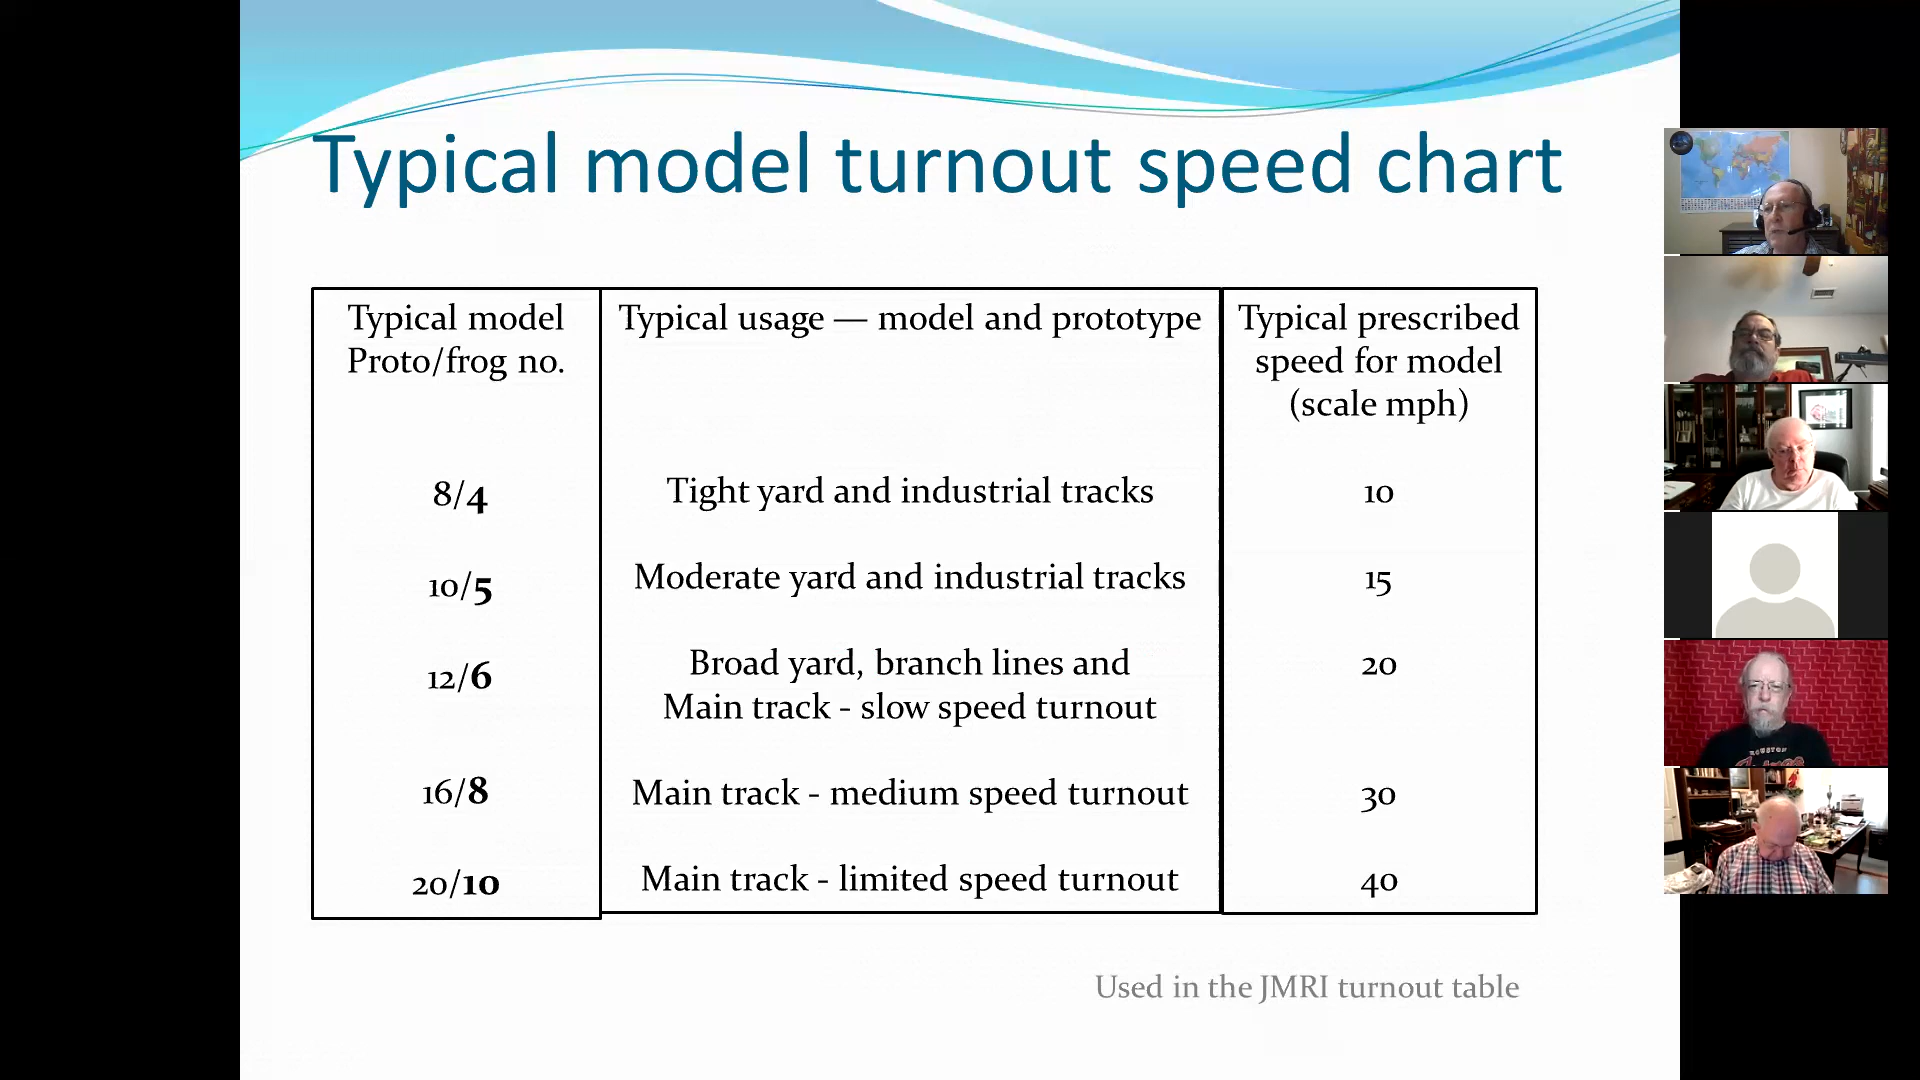 Typical model turnout speed chart
Typical model
Proto/frog no.
Typical usage — model and prototype
Typical prescribed
speed for model
(scale mph)
8/4
Tight yard and industrial tracks
10
10/5
Moderate yard and industrial tracks
15
12/6
Broad yard, branch lines and
Main track - slow speed turnout
20
16/8
Main track - medium speed turnout
30
20/10
Main track - limited speed turnout
40
Used in the JMRI turnout table
HOUSTON